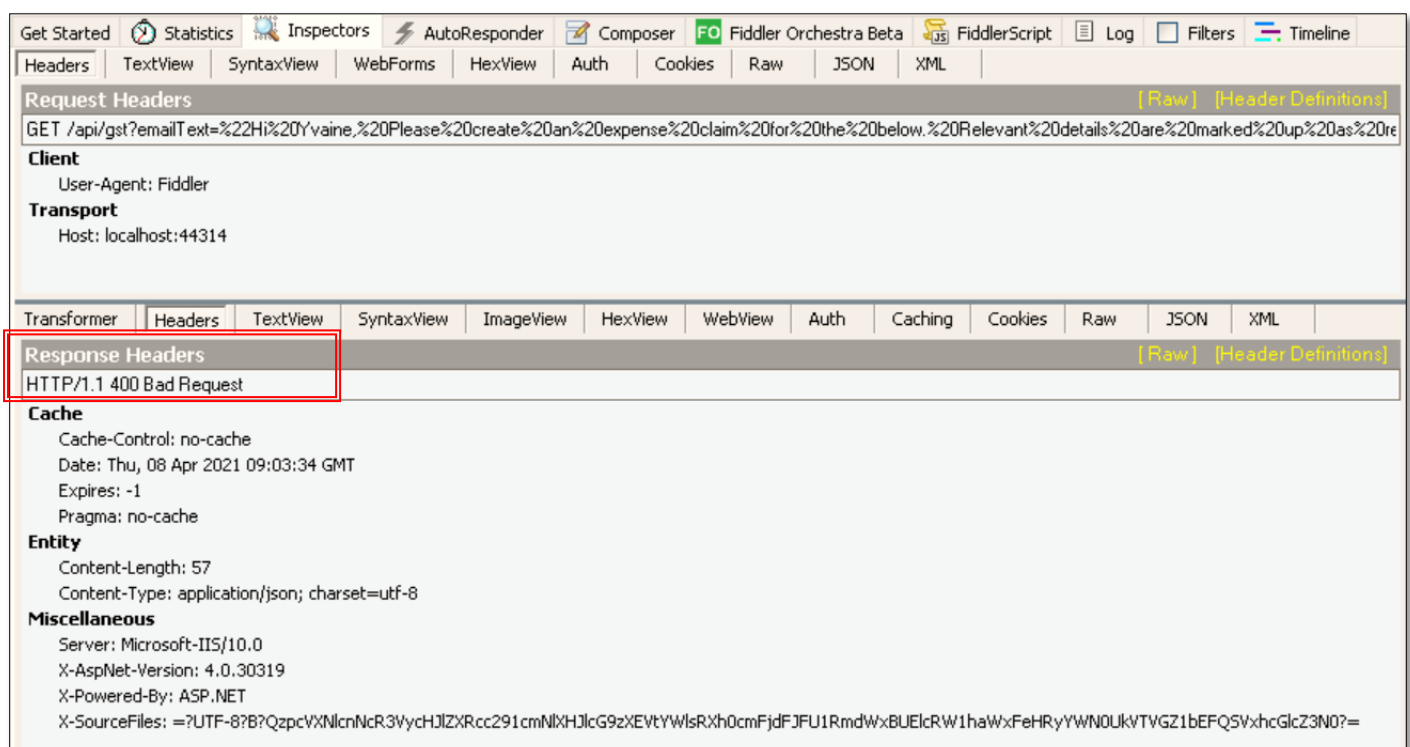 Get Started Statistics Inspectors AutoResponder Composer FO Fiddler Orchestra Beta JS FiddlerScript Log Filters Timeline
Headers TextView SyntaxView WebForms HexView Auth Cookies Raw JSON XML
Request Headers [ Raw ] [Header Definitions]
GET /api/gst?emailText=%22Hi%20Yvaine,%20Please%20create%20an%20expense%20claim%20for%20the%20below.%20Relevant%20details%20are%20marked%20up%20as%20re
Client
User-Agent: Fiddler
Transport
Host: localhost:44314
Transformer Headers TextView SyntaxView ImageView HexView WebView Auth Caching Cookies Raw JSON XML
Response Headers [ Raw ] [Header Definitions]
HTTP/1.1 400 Bad Request
Cache
Cache-Control: no-cache
Date: Thu, 08 Apr 2021 09:03:34 GMT
Expires: -1
Pragma: no-cache
Entity
Content-Length: 57
Content-Type: application/json; charset=utf-8
Miscellaneous
Server: Microsoft-IIS/10.0
X-AspNet-Version: 4.0.30319
X-Powered-By: ASP.NET
X-SourceFiles: